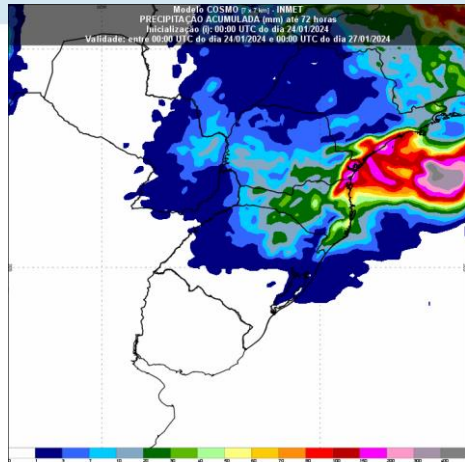 Modelo COSMO (7 x 7 km) - INMET
PRECIPITAÇÃO ACUMULADA (mm) até 72 horas
Inicialização (i): 00:00 UTC do dia 24/01/2024
Validade: entre 00:00 UTC do dia 24/01/2024 e 00:00 UTC do dia 27/01/2024